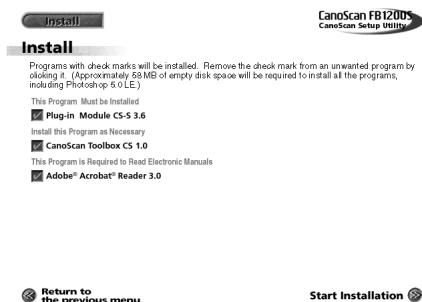 Install
CanoScan FB1200S
CanoScan Setup Utility
Install
Programs with check marks will be installed. Remove the check mark from an unwanted program by
clicking it. (Approximately 58 MB of empty disk space will be required to install all the programs,
including Photoshop 5.0 LE.)
This Program Must be Installed
Plug-in Module CS-S 3.6
Install this Program as Necessary
CanoScan Toolbox CS 1.0
This Program is Required to Read Electronic Manuals
Adobe® Acrobat® Reader 3.0
Return to
the previous menu
Start Installation